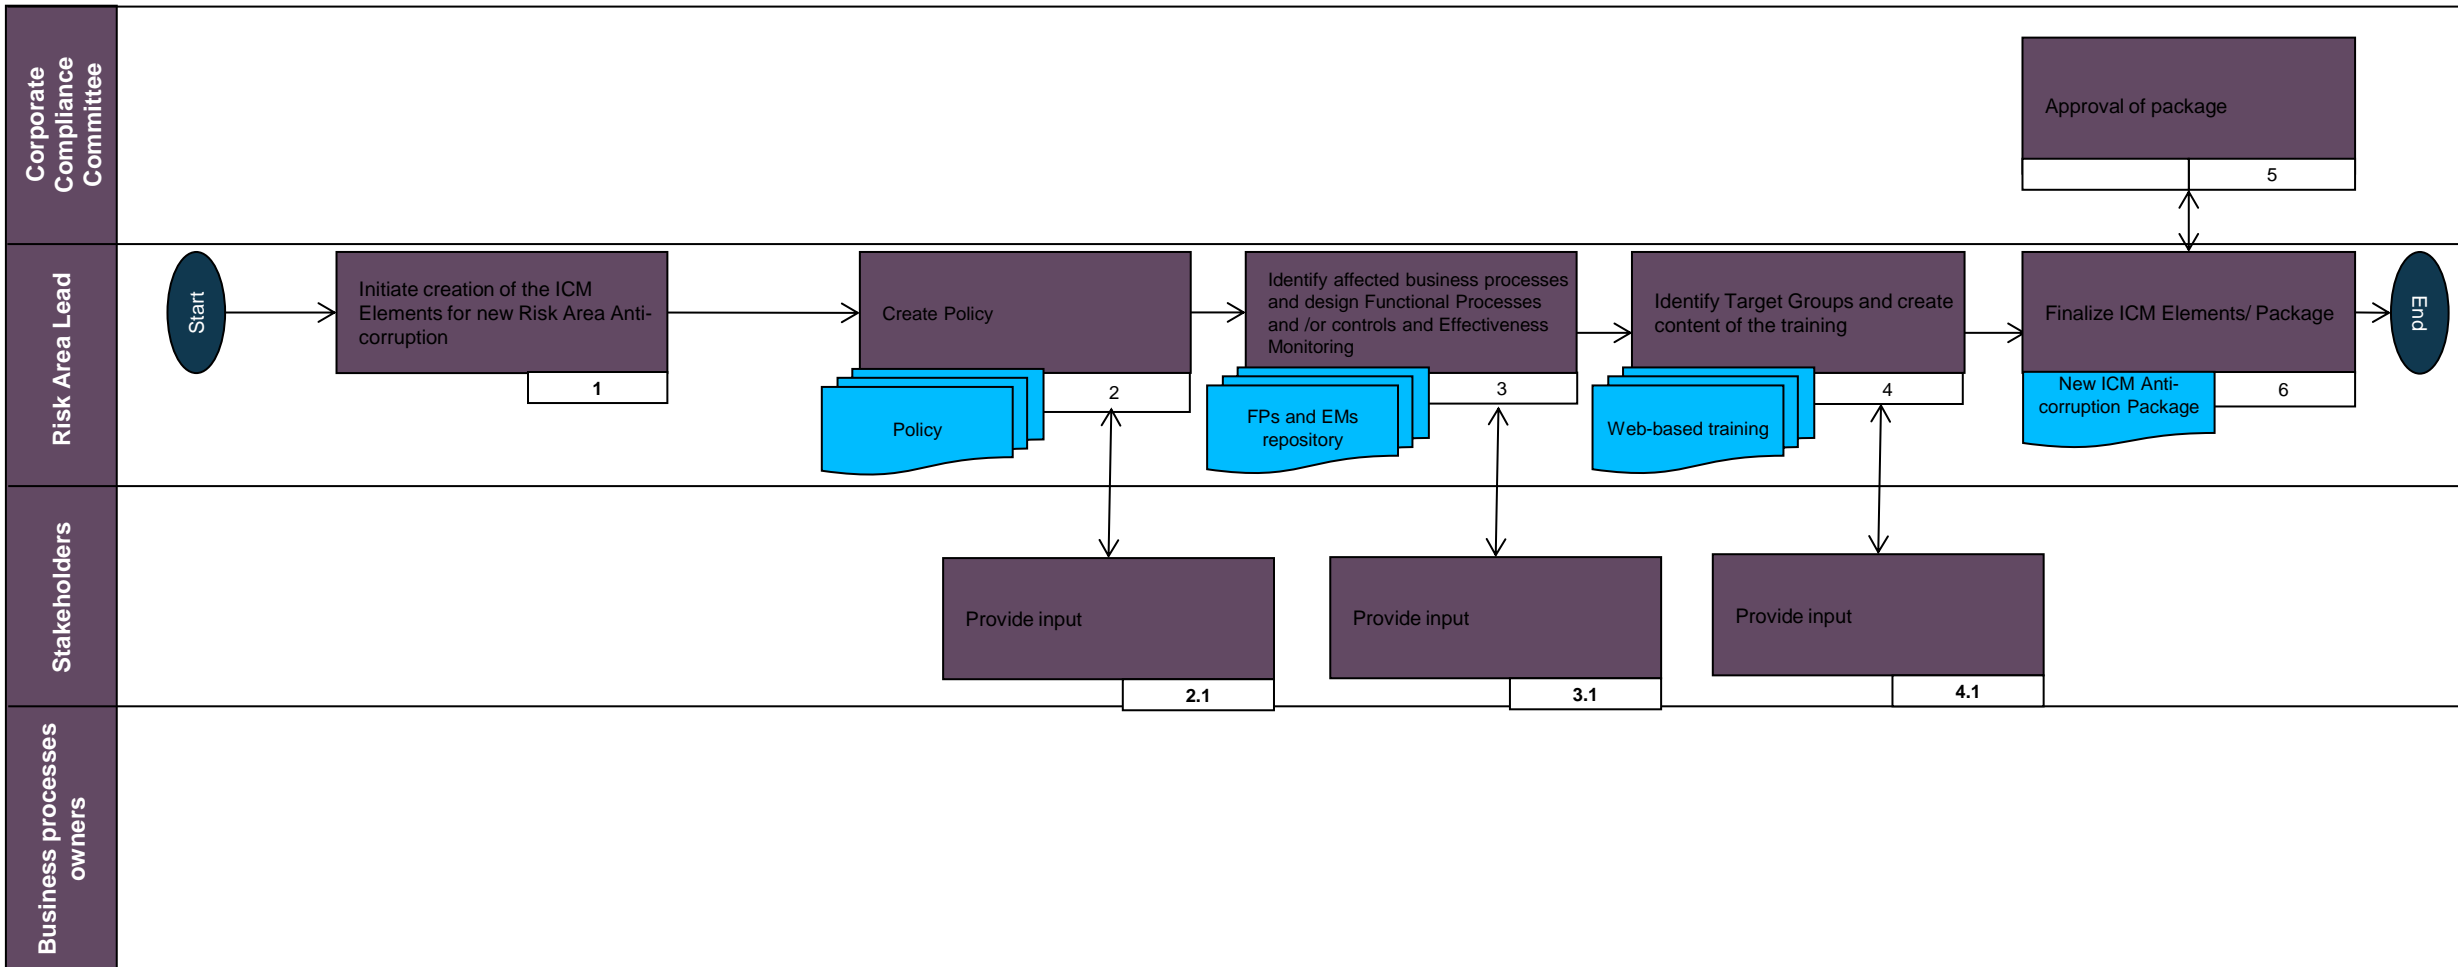 Corporate
Compliance
Committee
Approval of package
5
Risk Area Lead
Start
Initiate creation of the ICM
Elements for new Risk Area Anti-
corruption
1
Create Policy
2
Policy
Identify affected business processes
and design Functional Processes
and /or controls and Effectiveness
Monitoring
3
FPs and EMs
repository
Identify Target Groups and create
content of the training
4
Web-based training
Finalize ICM Elements/ Package
New ICM Anti-
corruption Package
6
End
Stakeholders
Provide input
2.1
Provide input
3.1
Provide input
4.1
Business processes
owners